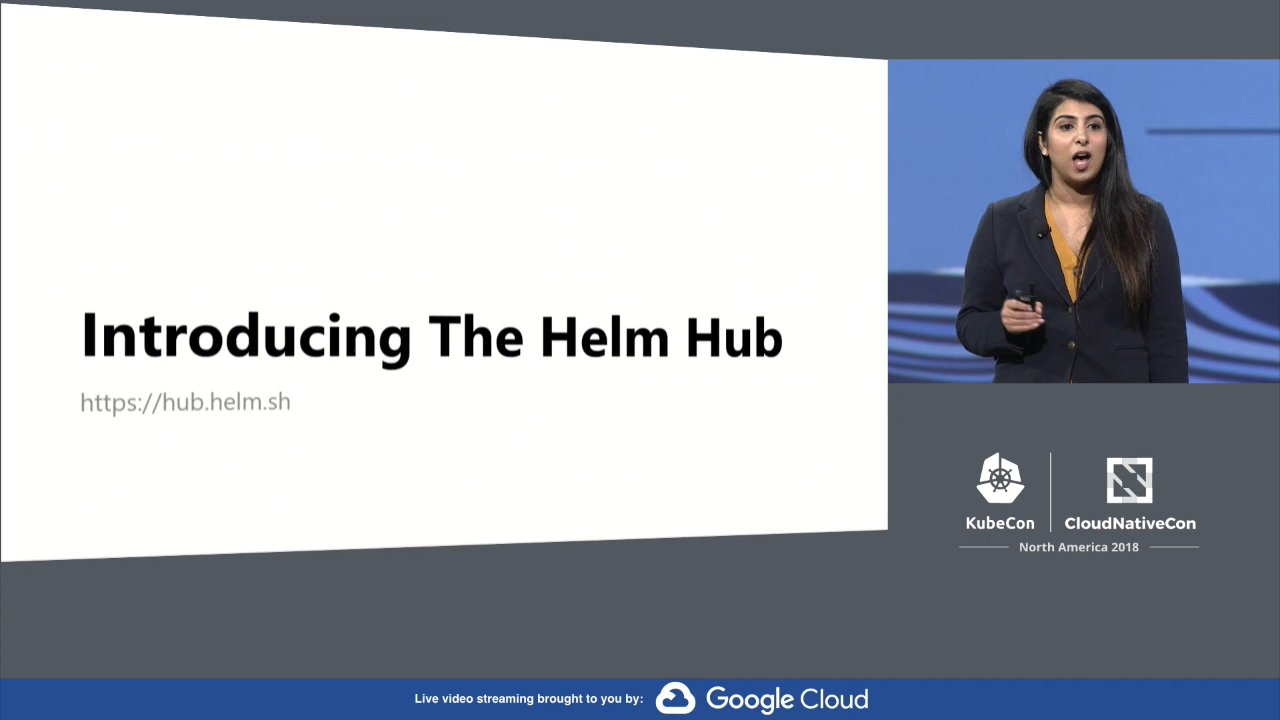 Introducing The Helm Hub
https://hub.helm.sh
KubeCon
CloudNativeCon
North America 2018
Live video streaming brought to you by:
Google Cloud